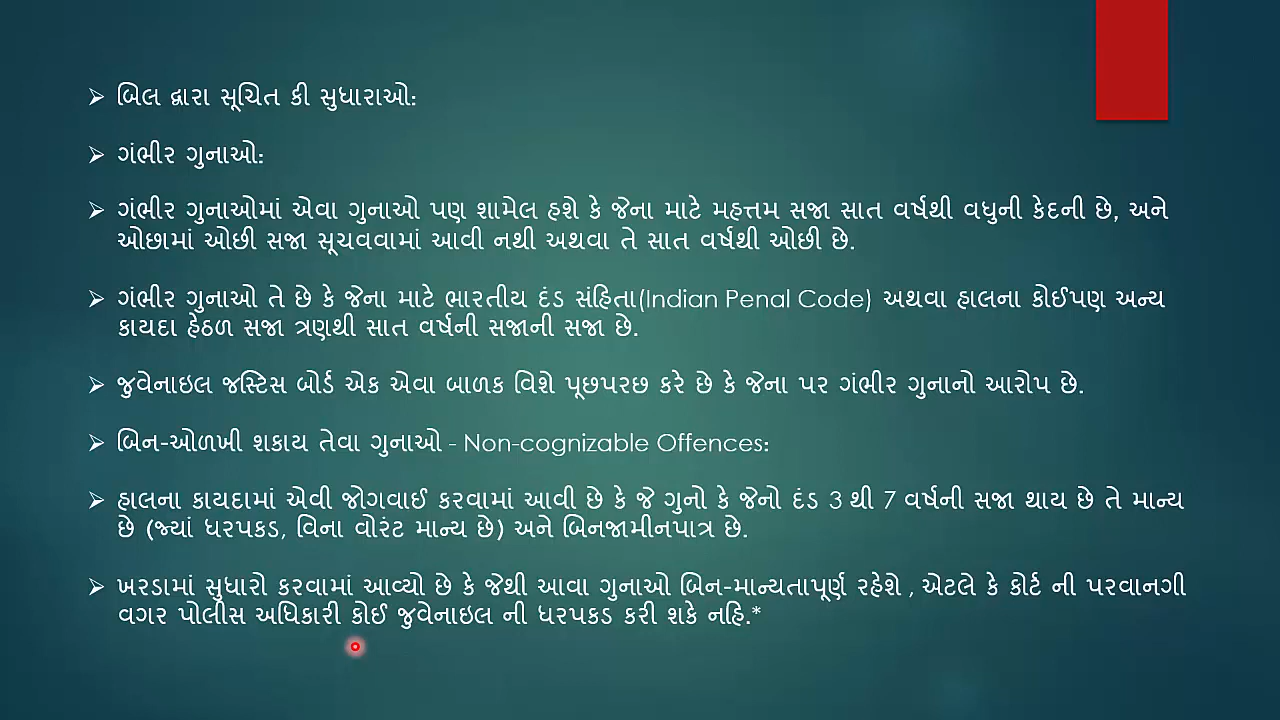 ➢ બિલ દ્વારા સૂચિત કી સુધારાઓ:
➢ ગંભીર ગુનાઓ:
➢ ગંભીર ગુનાઓમાં એવા ગુનાઓ પણ શામેલ હશે કે જેના માટે મહત્તમ સજા સાત વર્ષથી વધુની કેદની છે, અને
ઓછામાં ઓછી સજા સૂચવવામાં આવી નથી અથવા તે સાત વર્ષથી ઓછી છે.
➢ ગંભીર ગુનાઓ તે છે કે જેના માટે ભારતીય દંડ સંહિતા(Indian Penal Code) અથવા હાલના કોઈપણ અન્ય
કાયદા હેઠળ સજા ત્રણથી સાત વર્ષની સજાની સજા છે.
➢ જુવેનાઇલ જસ્ટિસ બોર્ડ એક એવા બાળક વિશે પૂછપરછ કરે છે કે જેના પર ગંભીર ગુનાનો આરોપ છે.
➢ બિન-ઓળખી શકાય તેવા ગુનાઓ - Non-cognizable Offences:
➢ હાલના કાયદામાં એવી જોગવાઈ કરવામાં આવી છે કે જે ગુનો કે જેનો દંડ 3 થી 7 વર્ષની સજા થાય છે તે માન્ય
છે (જ્યાં ધરપકડ, વિના વોરંટ માન્ય છે) અને બિનજામીનપાત્ર છે.
➢ ખરડામાં સુધારો કરવામાં આવ્યો છે કે જેથી આવા ગુનાઓ બિન-માન્યતાપૂર્ણ રહેશે , એટલે કે કોર્ટ ની પરવાનગી
વગર પોલીસ અધિકારી કોઈ જુવેનાઇલ ની ધરપકડ કરી શકે નહિ.*